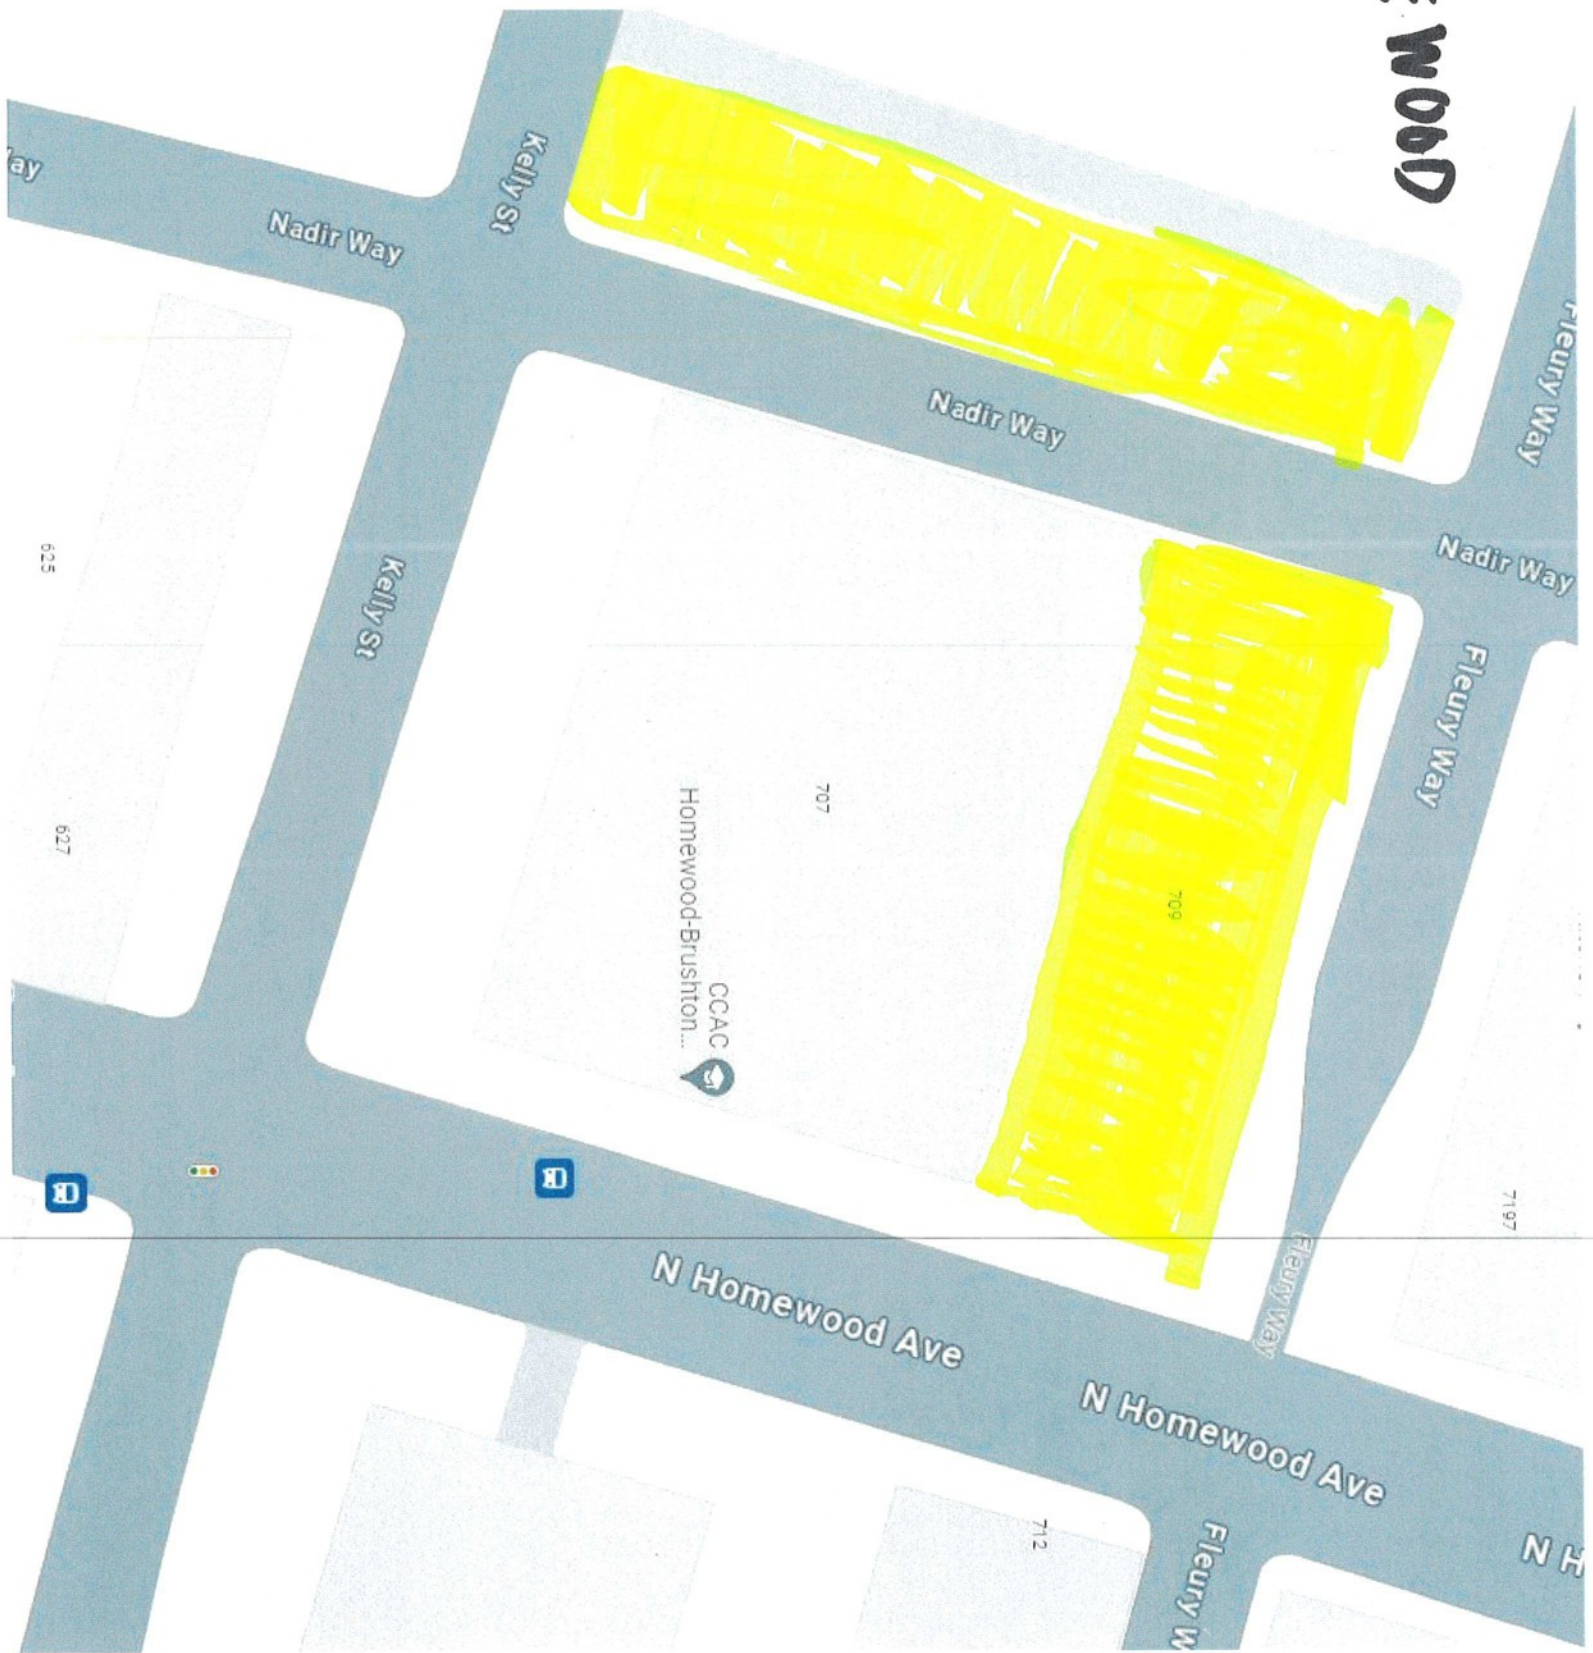 WOOD
Kelly St
Nadir Way
Fleury Way
Nadir Way
Nadir Way
Fleury Way
Kelly St
625
627
707
709
CCAC
Homewood-Brushton...
7197
Fleury Way
N Homewood Ave
N Homewood Ave
712
Fleury W
N H